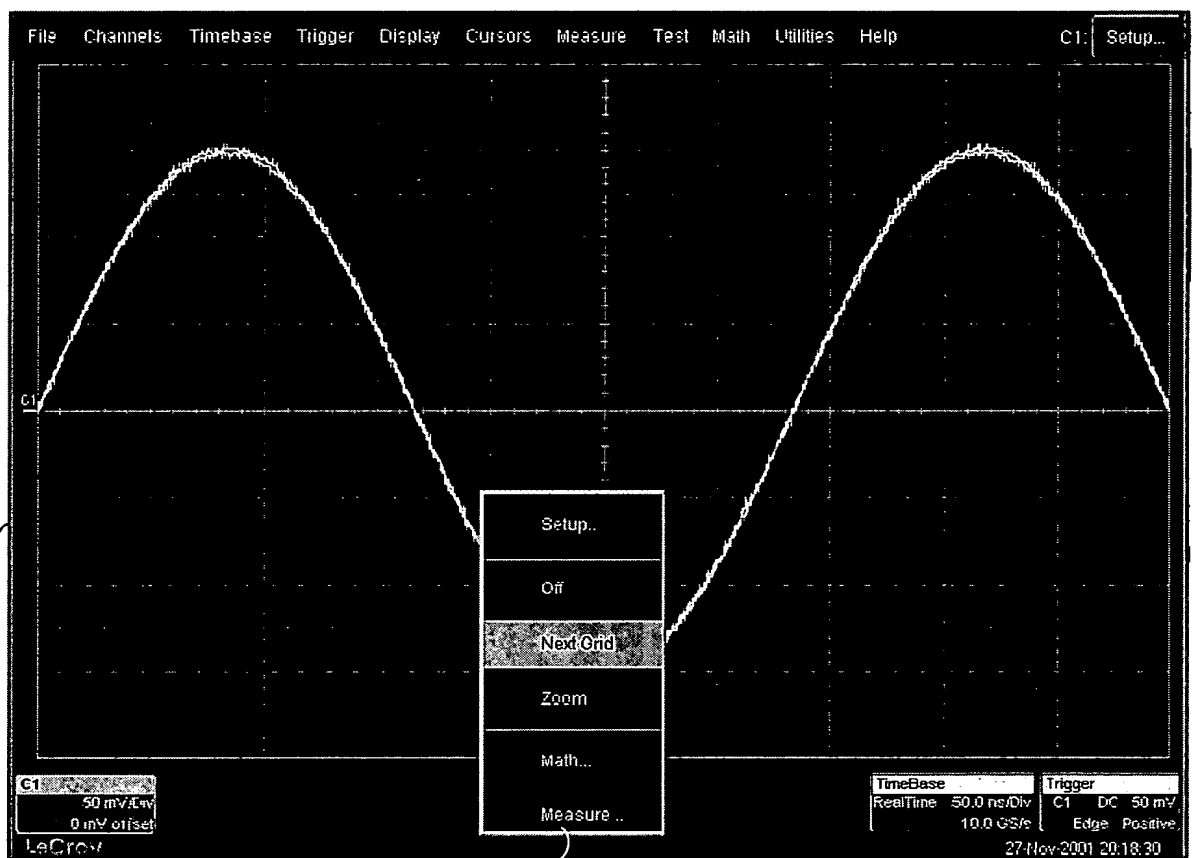 File Channels Timebase Trigger Display Cursors Measure Test Math Utilities Help C1: Setup...
C1
Setup..
Off
Next Grid
Zoom
Math...
Measure ..
C1
50 mV/Div
0 mV offset
TimeBase
RealTime 50.0 ns/Div
10.0 GS/s
Trigger
C1 DC 50 mV
Edge Positive
LeCroy
27-Nov-2001 20:18:30